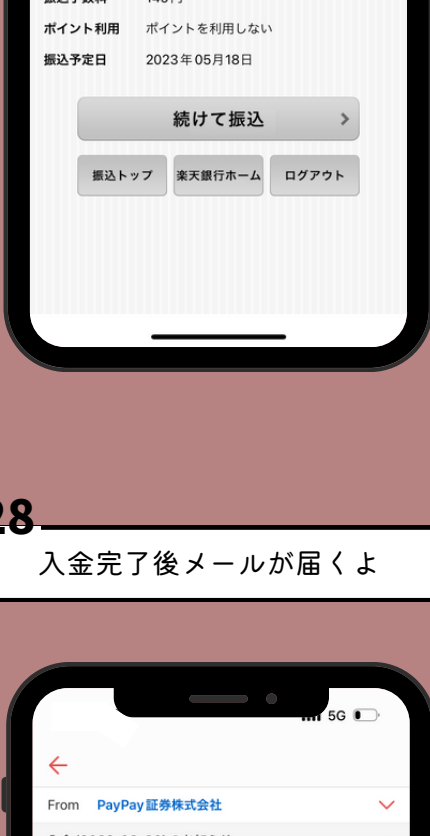 ポイント利用 ポイントを利用しない
振込予定日 2023年05月18日
続けて振込
振込トップ 楽天銀行ホーム ログアウト
28
入金完了後メールが届くよ
5G
From PayPay証券株式会社